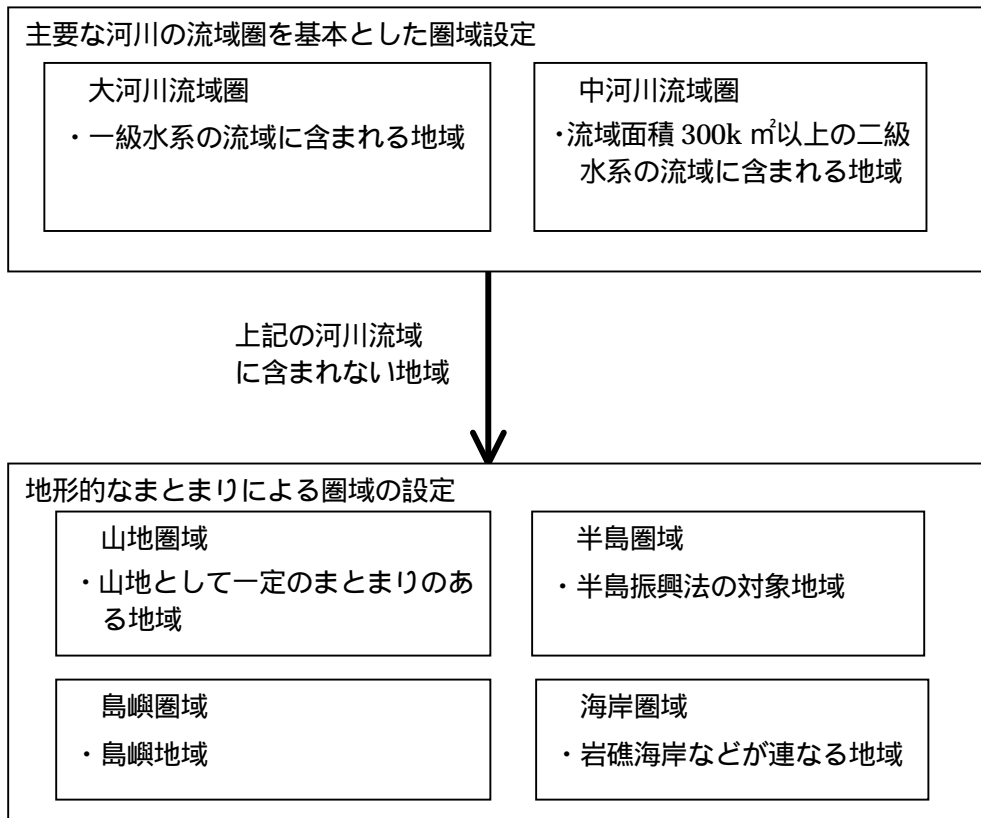 主要な河川の流域圏を基本とした圏域設定
大河川流域圏
・一級水系の流域に含まれる地域
中河川流域圏
・流域面積 300k ㎡以上の二級
水系の流域に含まれる地域
上記の河川流域
に含まれない地域
地形的なまとまりによる圏域の設定
山地圏域
・山地として一定のまとまりのあ
る地域
半島圏域
・半島振興法の対象地域
島嶼圏域
・島嶼地域
海岸圏域
・岩礁海岸などが連なる地域